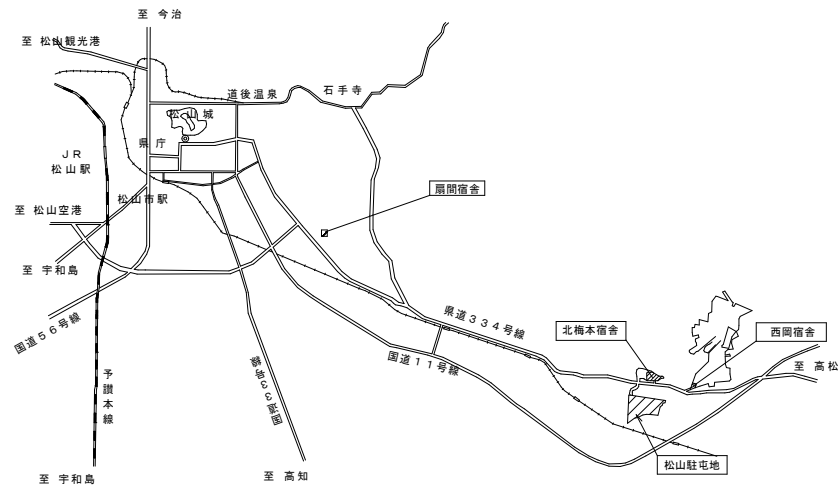 至 今治
至 松山観光港
道後温泉
石手寺
松山城
県庁
ＪＲ
松山駅
松山市駅
扇間宿舎
至 松山空港
至 宇和島
国道５６号線
県道３３４号線
北梅本宿舎
西岡宿舎
国道１１号線
至 高松
国道３３号線
予讃本線
松山駐屯地
至 宇和島
至 高知